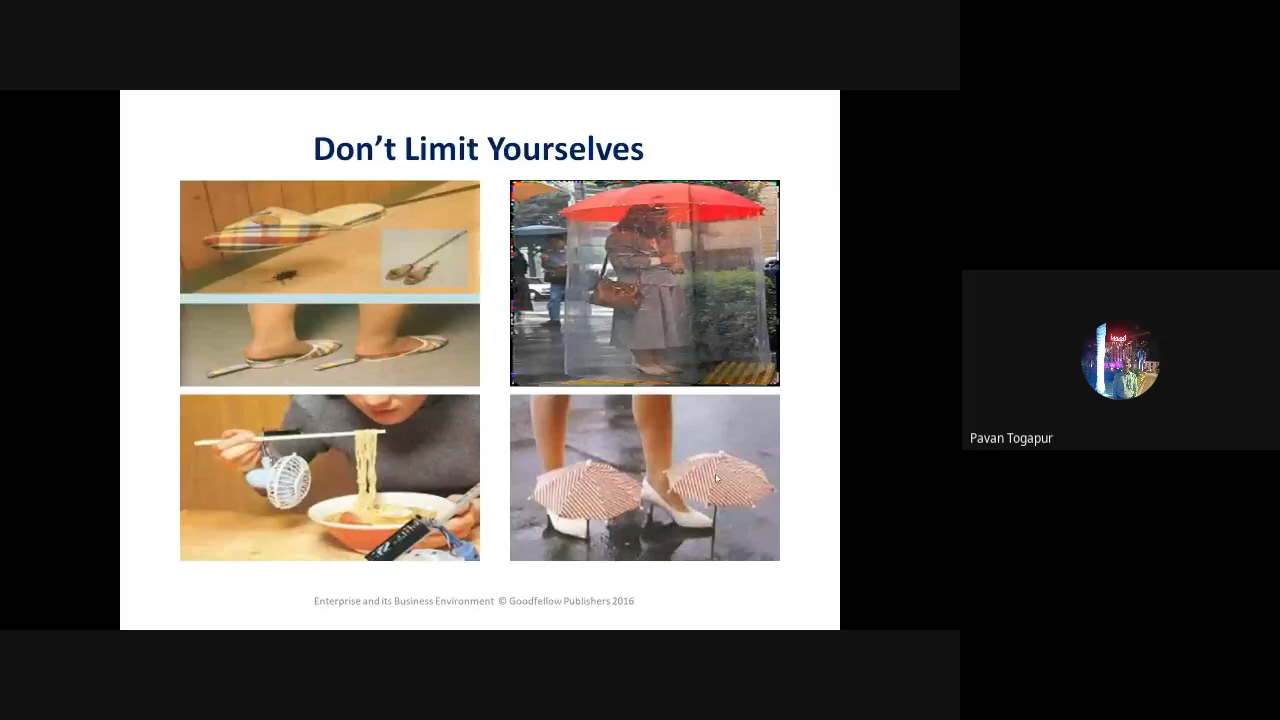 Don't Limit Yourselves
Enterprise and its Business Environment © Goodfellow Publishers 2016
Pavan Togapur